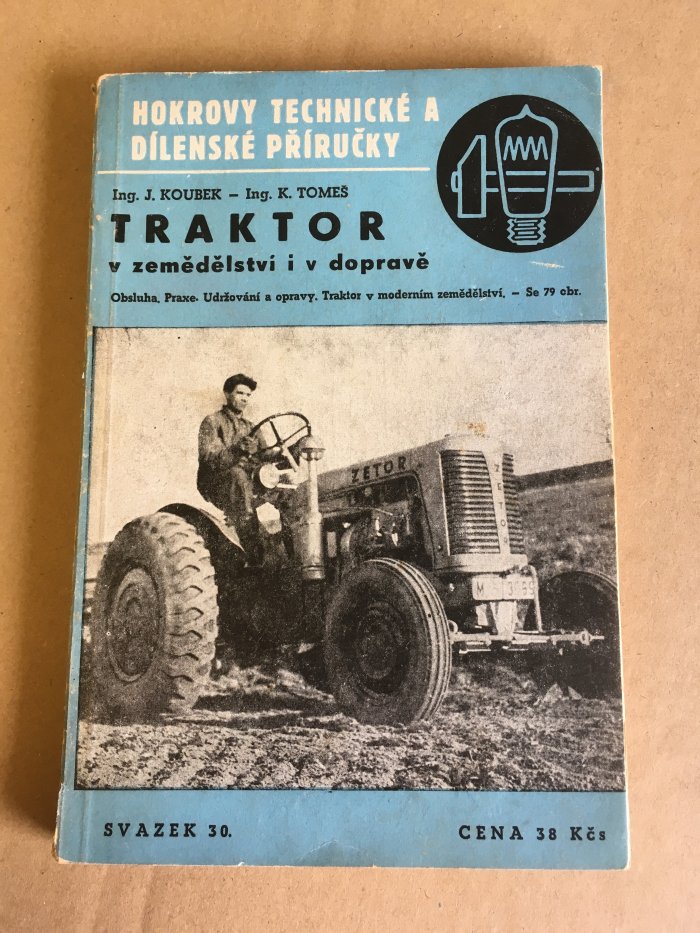 HOKROVY TECHNICKÉ A
DÍLENSKÉ PŘÍRUČKY
Ing. J. KOUBEK – Ing. K. TOMEŠ
TRAKTOR
v zemědělství i v dopravě
Obsluha. Praxe. Udržování a opravy. Traktor v moderním zemědělství. – Se 79 obr.
ZETOR
ZETOR
SVAZEK 30.
CENA 38 Kčs